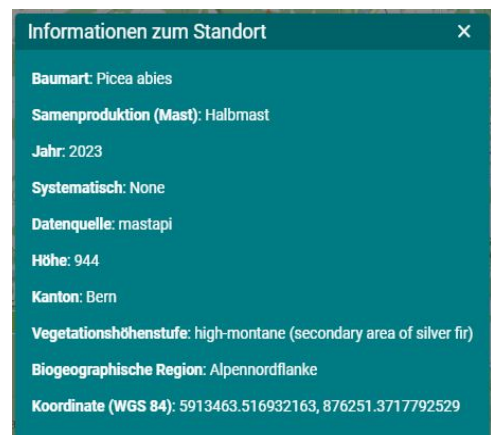 Informationen zum Standort ×
Baumart: Picea abies
Samenproduktion (Mast): Halbmast
Jahr: 2023
Systematisch: None
Datenquelle: mastapi
Höhe: 944
Kanton: Bern
Vegetationshöhenstufe: high-montane (secondary area of silver fir)
Biogeographische Region: Alpennordflanke
Koordinate (WGS 84): 5913463.516932163, 876251.3717792529